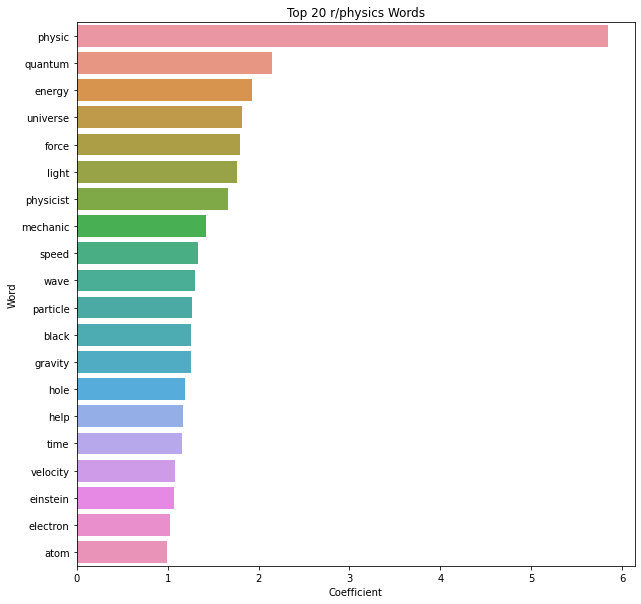 Top 20 r/physics Words
physic
quantum
energy
universe
force
light
physicist
mechanic
speed
wave
particle
black
gravity
hole
help
time
velocity
einstein
electron
atom
Word
0 1 2 3 4 5 6
Coefficient